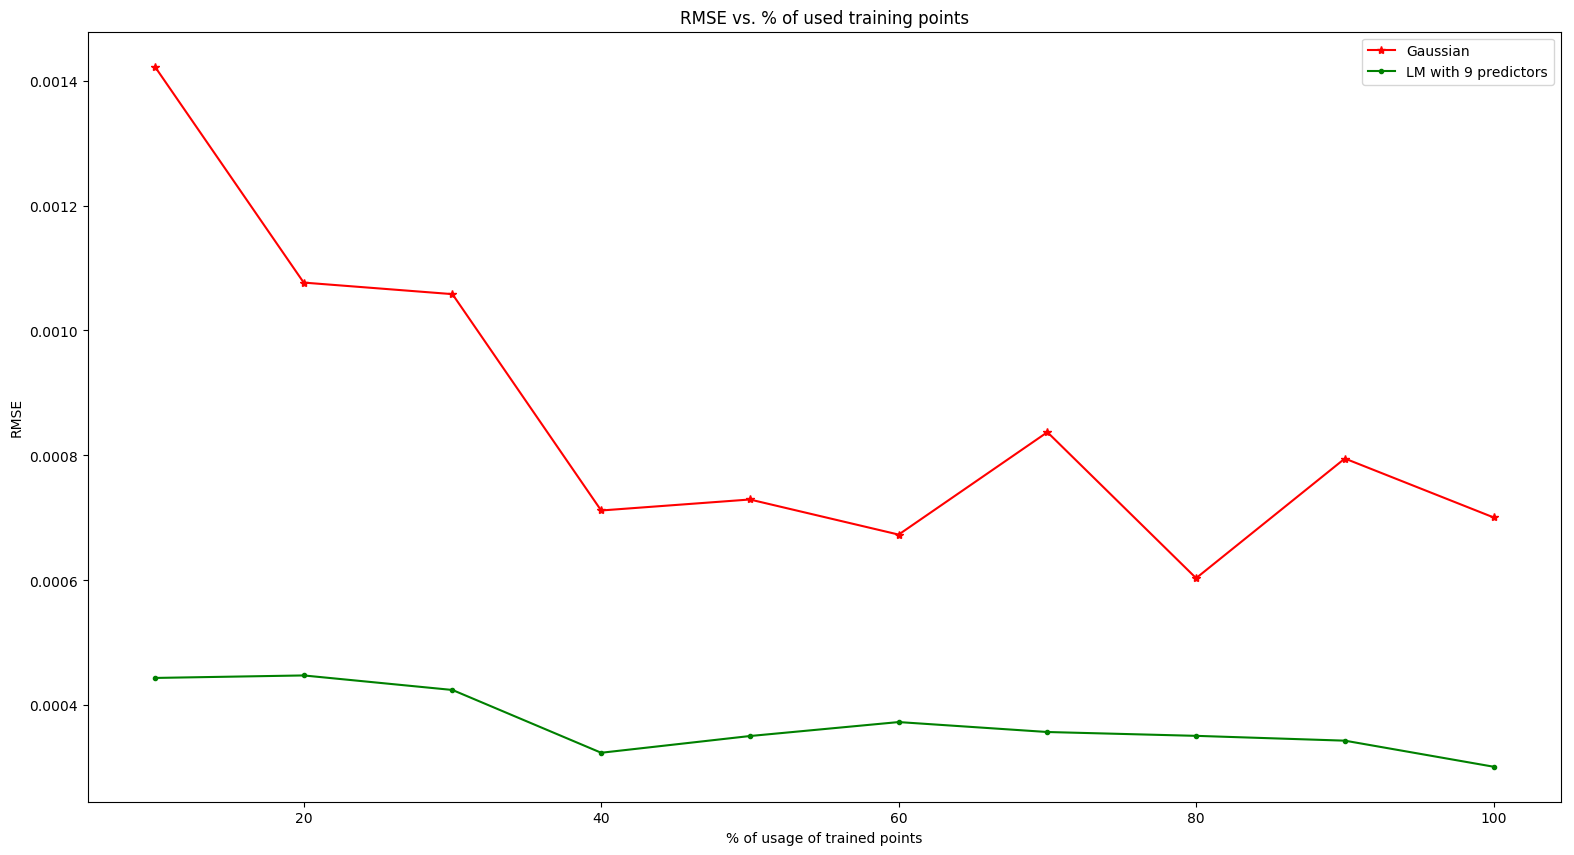 RMSE vs. % of used training points
Gaussian
LM with 9 predictors
0.0014
0.0012
0.0010
0.0008
0.0006
0.0004
RMSE
20
40
60
80
100
% of usage of trained points